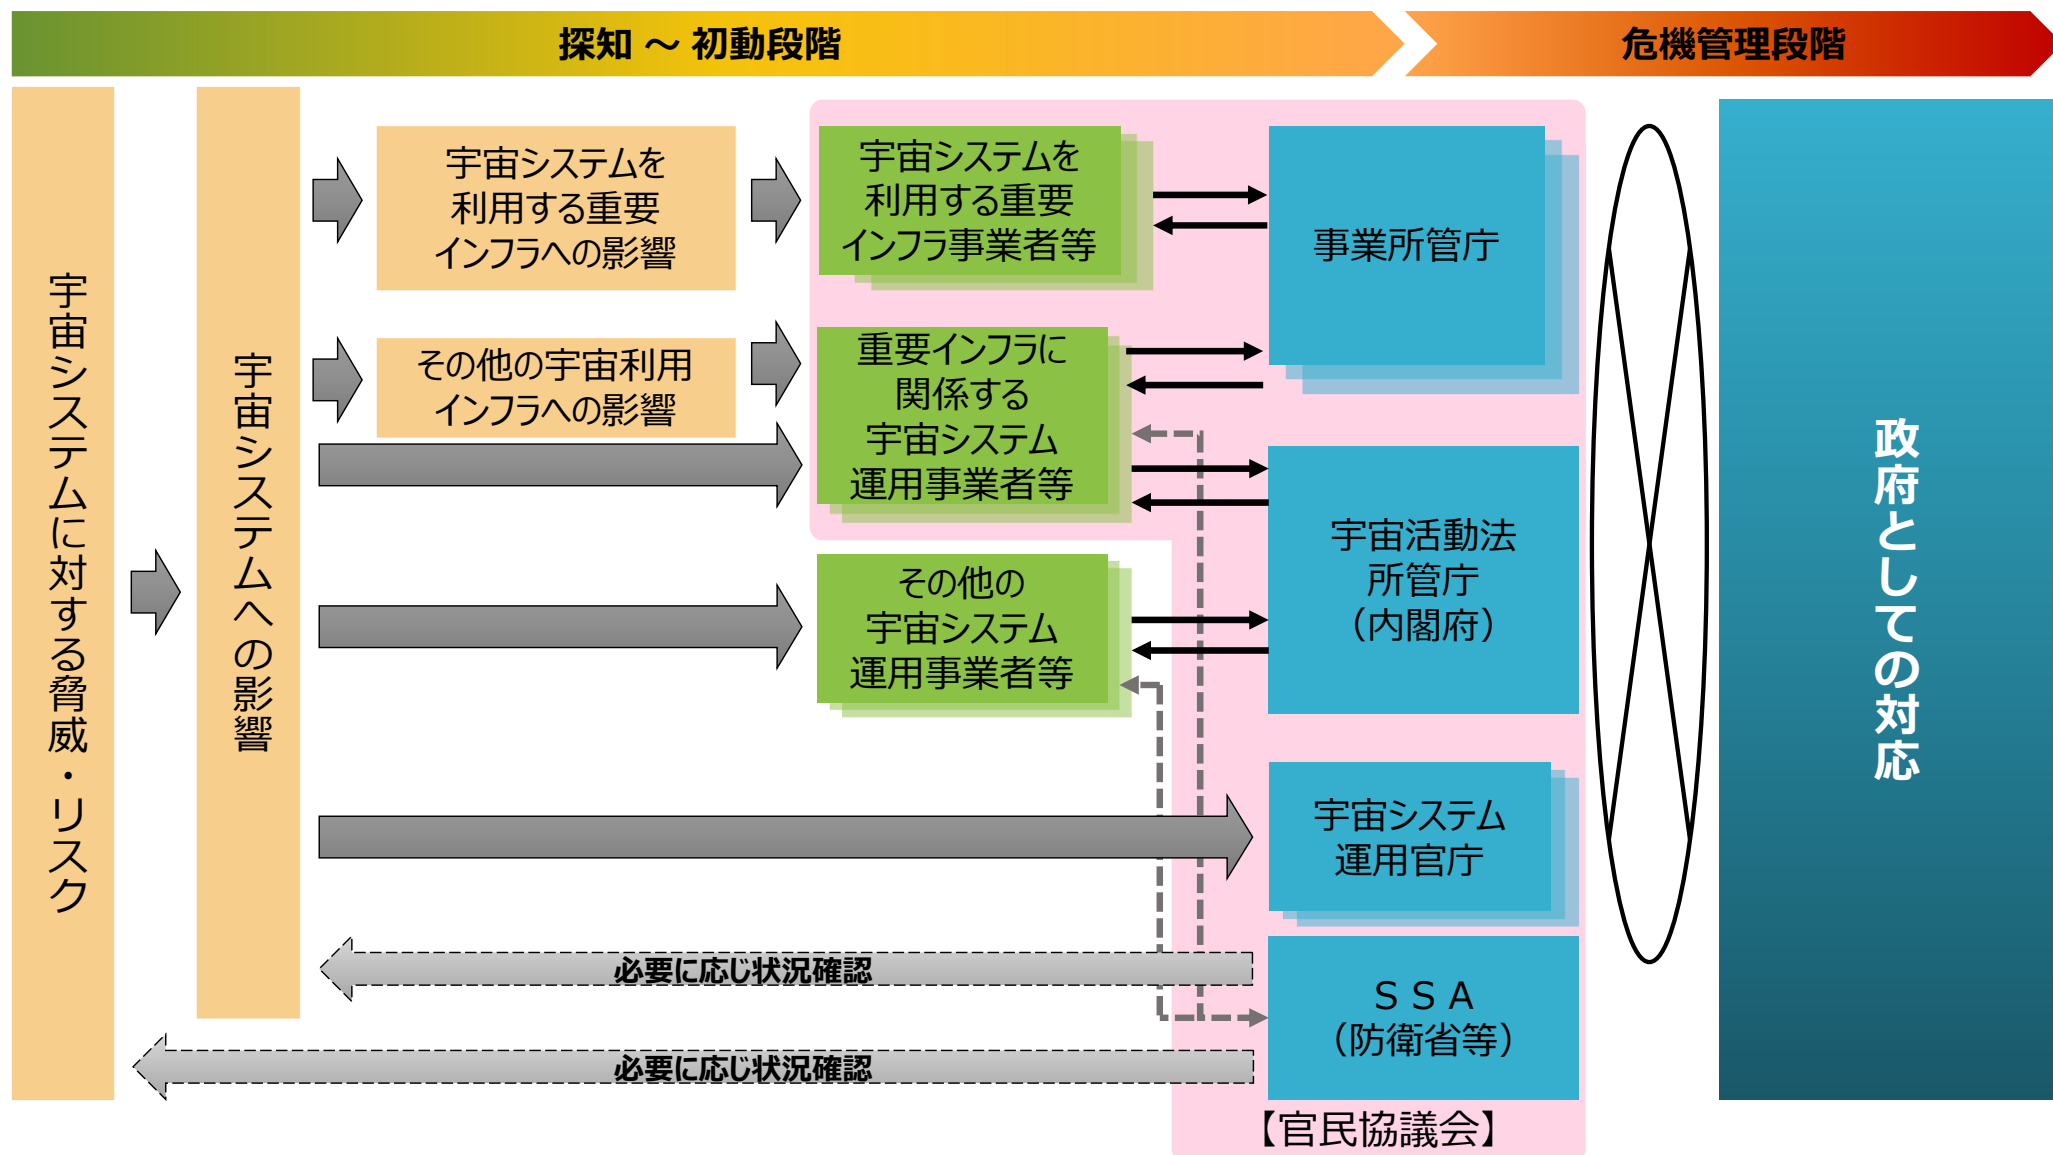 探知 ～ 初動段階
危機管理段階
宇宙システムに対する脅威・リスク
宇宙システムへの影響
宇宙システムを
利用する重要
インフラへの影響
その他の宇宙利用
インフラへの影響
宇宙システムを
利用する重要
インフラ事業者等
重要インフラに
関係する
宇宙システム
運用事業者等
その他の
宇宙システム
運用事業者等
事業所管庁
宇宙活動法
所管庁
（内閣府）
宇宙システム
運用官庁
ＳＳＡ
（防衛省等）
必要に応じ状況確認
必要に応じ状況確認
【官民協議会】
政府としての対応